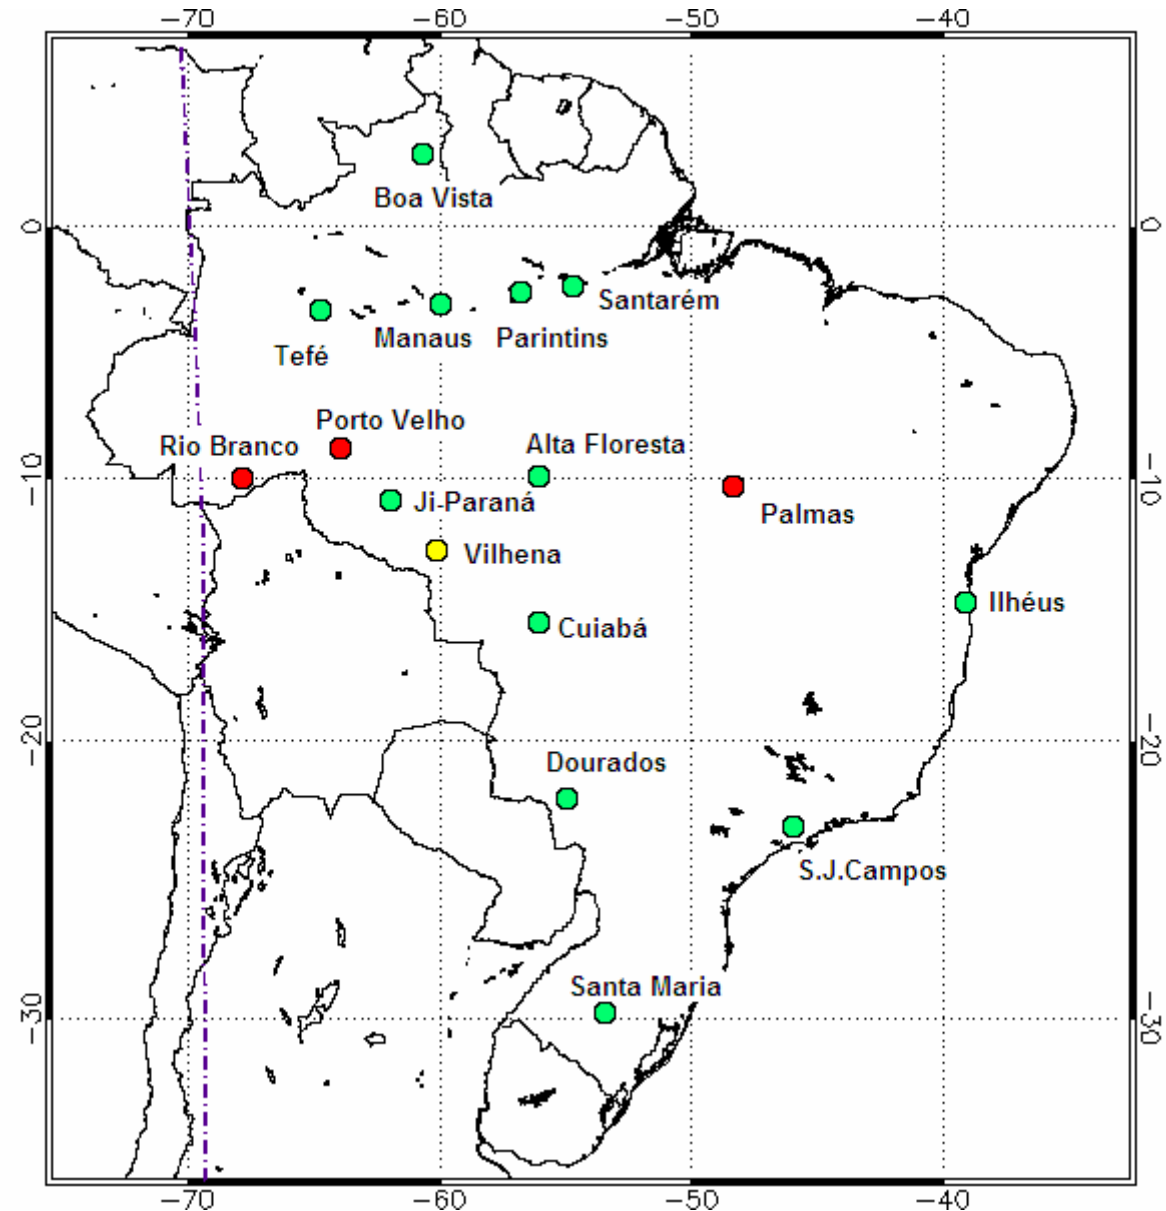 −70 −60 −50 −40
Boa Vista
0 0
Santarém
Manaus Parintins
Tefé
Porto Velho
Rio Branco Alta Floresta
−10 −10
Ji-Paraná
Palmas
Vilhena
Ilhéus
Cuiabá
−20 −20
Dourados
S.J.Campos
Santa Maria
−30 −30
−70 −60 −50 −40